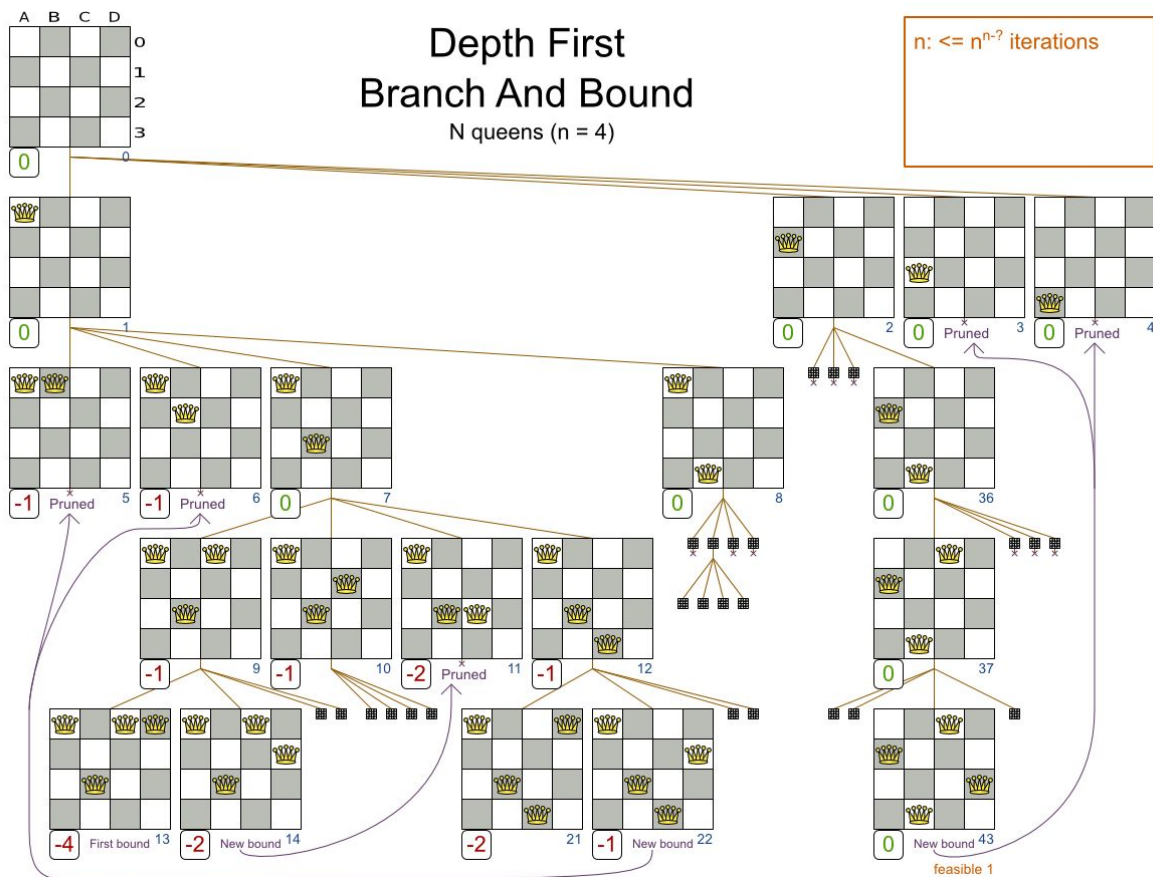 A B C D
Depth First
Branch And Bound
N queens (n = 4)
n: <= n^n-? iterations
0
1
2
3
0
0
0 1
0 2
0 Pruned 3
0 Pruned 4
-1 Pruned 5
-1 Pruned 6
0 7
0 8
0 36
-1 9
-1 10
-2 Pruned 11
-1 12
0 37
-4 First bound 13
-2 New bound 14
-2 21
-1 New bound 22
0 New bound 43
feasible 1